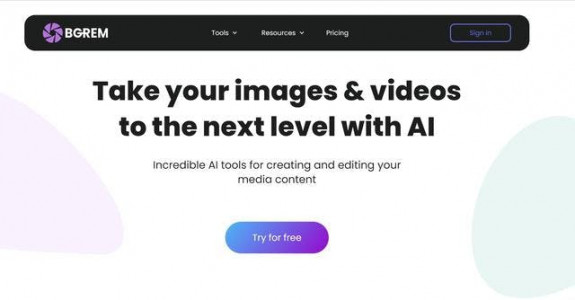 BGREM
Tools
Resources
Pricing
Sign in
Take your images & videos
to the next level with AI
Incredible AI tools for creating and editing your
media content
Try for free